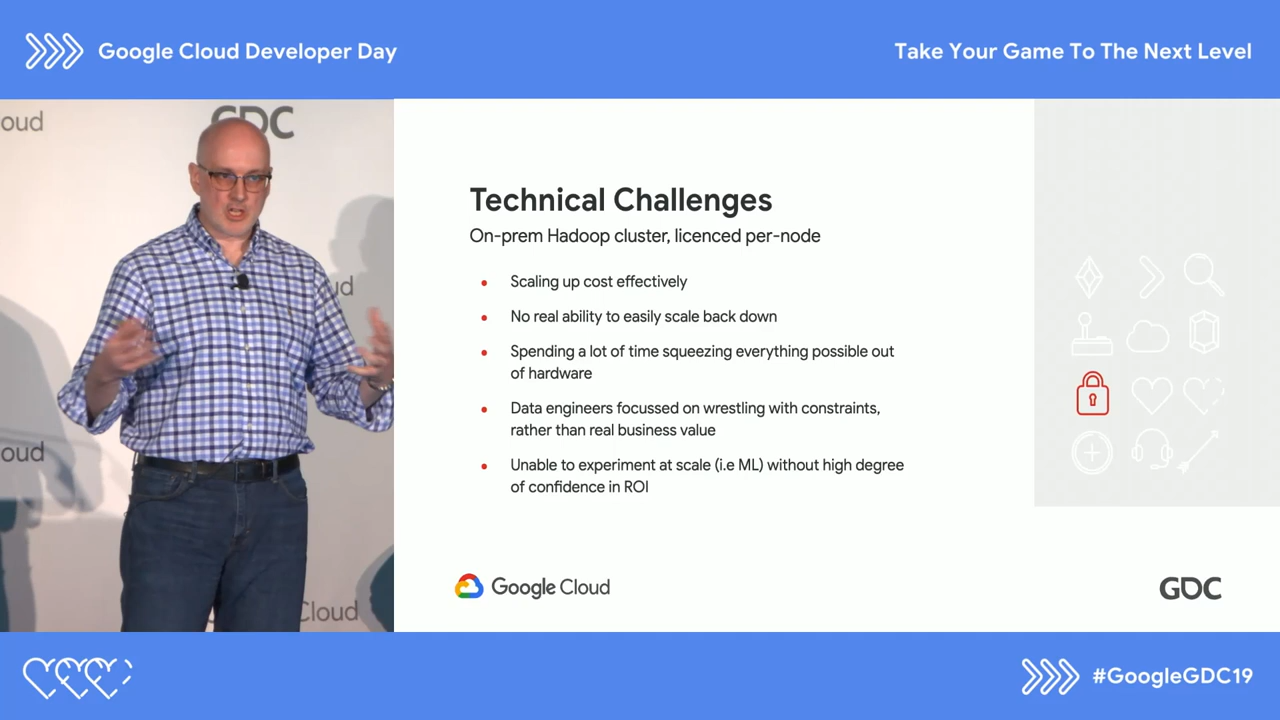 Google Cloud Developer Day
Take Your Game To The Next Level
oud
GDC
ud
oud
Cloud
Technical Challenges
On-prem Hadoop cluster, licenced per-node
• Scaling up cost effectively
• No real ability to easily scale back down
• Spending a lot of time squeezing everything possible out
of hardware
• Data engineers focussed on wrestling with constraints,
rather than real business value
• Unable to experiment at scale (i.e ML) without high degree
of confidence in ROI
Google Cloud
GDC
#GoogleGDC19